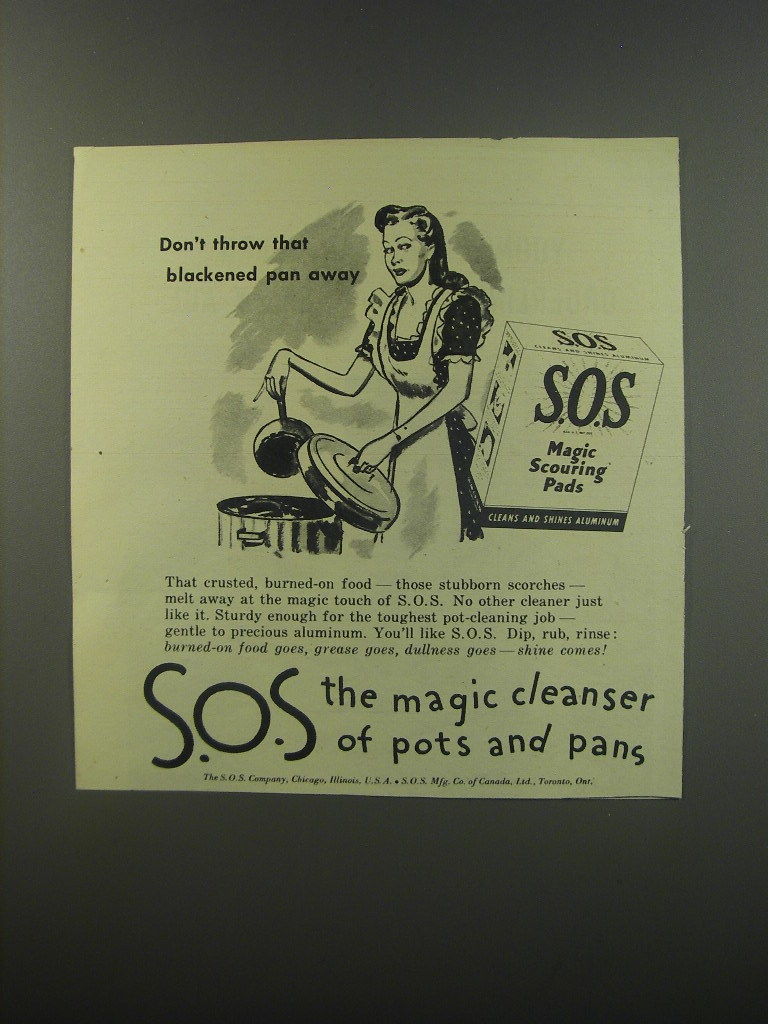 Don't throw that
blackened pan away
S.O.S
CLEANS AND SHINES ALUMINUM
S.O.S
Magic
Scouring
Pads
CLEANS AND SHINES ALUMINUM
That crusted, burned-on food — those stubborn scorches —
melt away at the magic touch of S.O.S. No other cleaner just
like it. Sturdy enough for the toughest pot-cleaning job —
gentle to precious aluminum. You'll like S.O.S. Dip, rub, rinse:
burned-on food goes, grease goes, dullness goes — shine comes!
S.O.S the magic cleanser
of pots and pans
The S.O.S. Company, Chicago, Illinois, U.S.A. • S.O.S. Mfg. Co. of Canada, Ltd., Toronto, Ont.